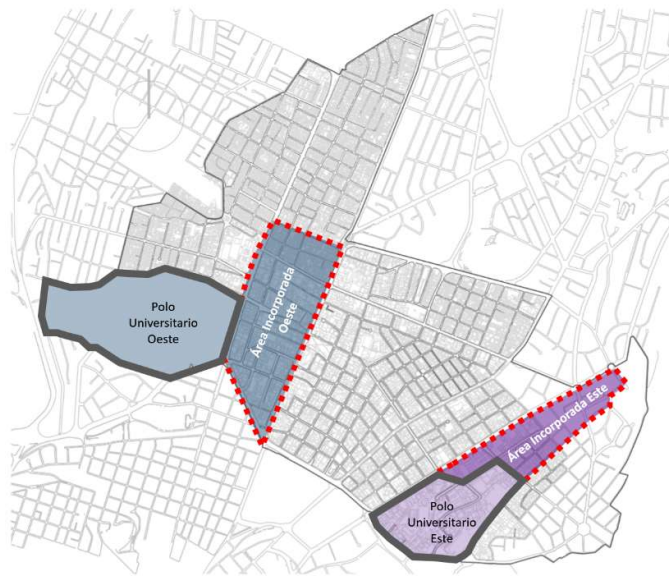 Área Incorporada
Oeste
Polo
Universitario
Oeste
Área Incorporada Este
Polo
Universitario
Este